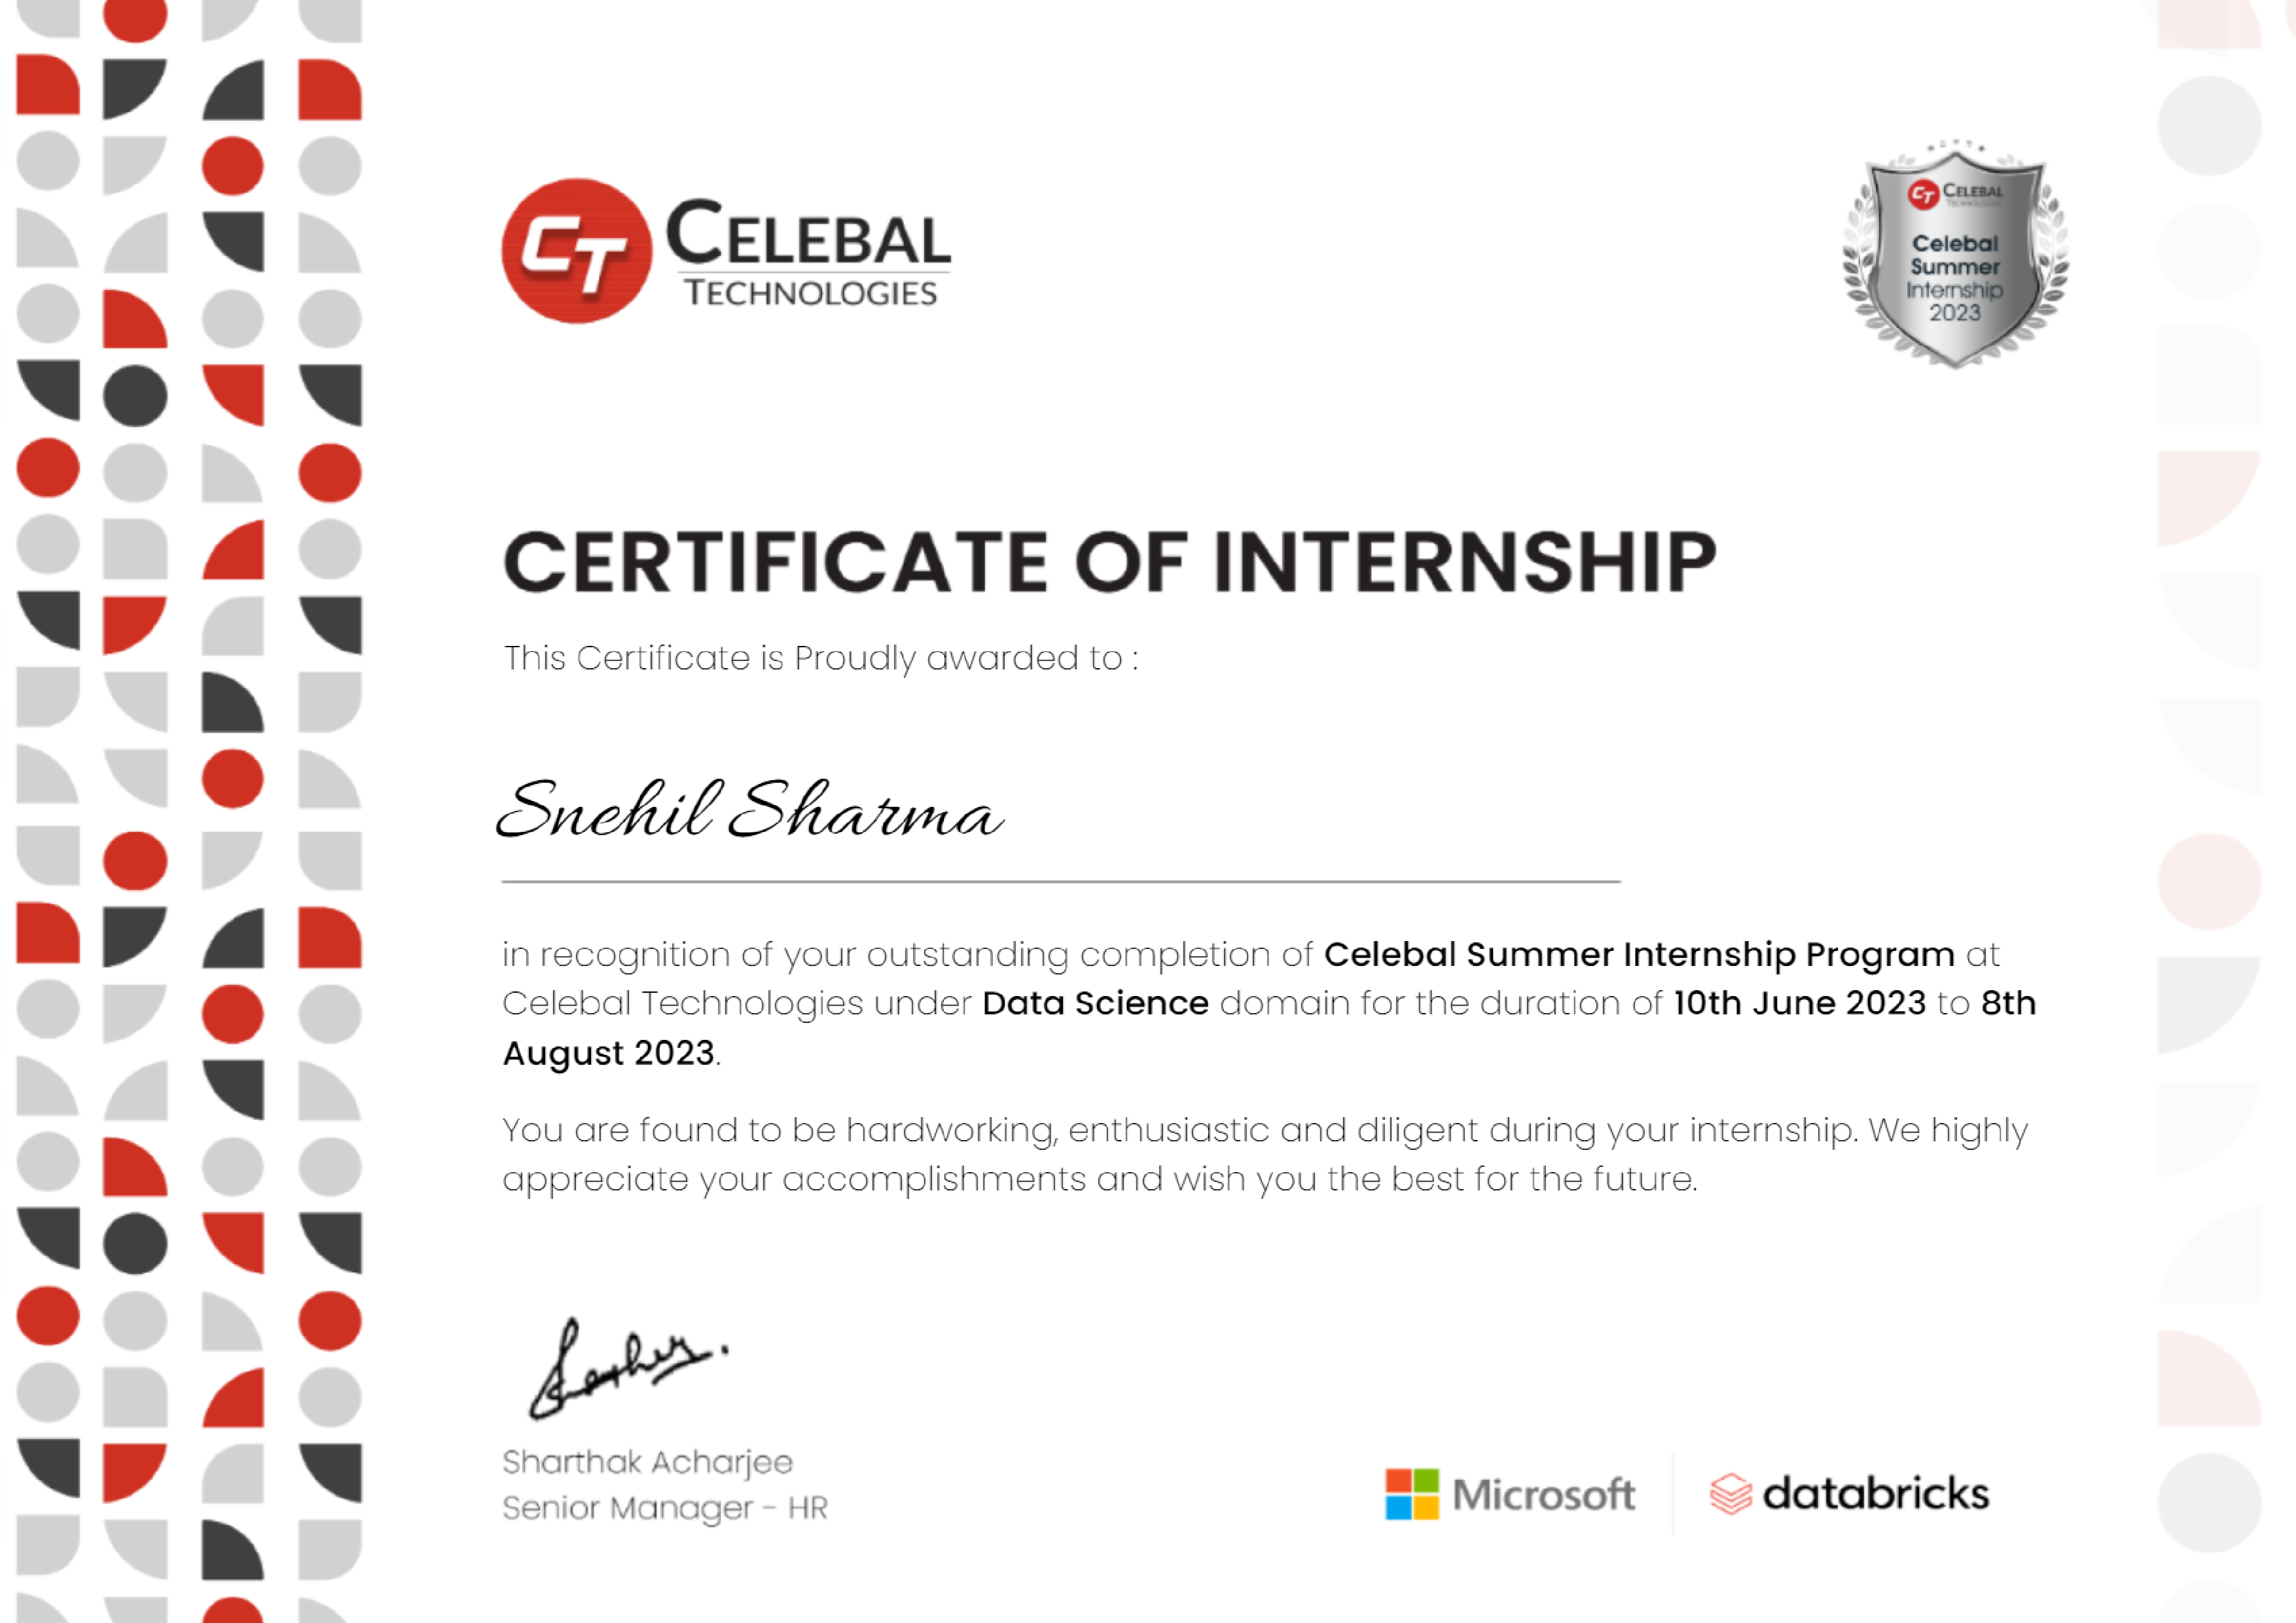 CT CELEBAL
TECHNOLOGIES
CT CELEBAL
TECHNOLOGIES
Celebal
Summer
Internship
2023
CERTIFICATE OF INTERNSHIP
This Certificate is Proudly awarded to :
Snehil Sharma
in recognition of your outstanding completion of Celebal Summer Internship Program at
Celebal Technologies under Data Science domain for the duration of 10th June 2023 to 8th
August 2023.
You are found to be hardworking, enthusiastic and diligent during your internship. We highly
appreciate your accomplishments and wish you the best for the future.
Sharthak Acharjee
Senior Manager - HR
Microsoft
databricks